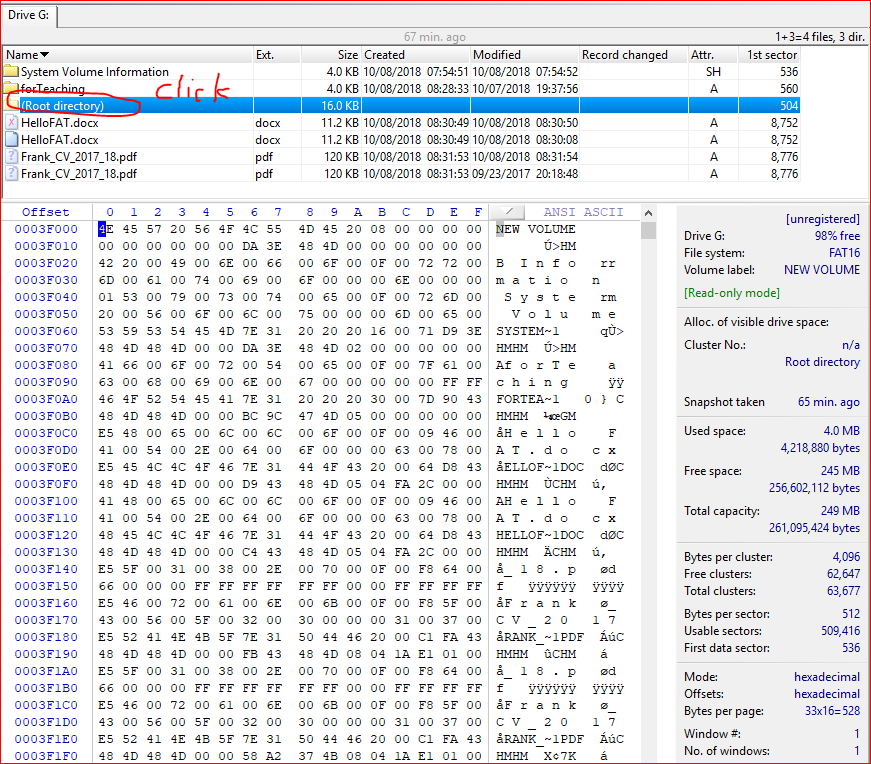 Drive G:
67 min. ago
1+3=4 files, 3 dir.
Name Ext. Size Created Modified Record changed Attr. 1st sector
System Volume Information 4.0 KB 10/08/2018 07:54:51 10/08/2018 07:54:52 SH 536
forTeaching 4.0 KB 10/08/2018 08:28:33 10/07/2018 19:37:56 A 560
click
(Root directory) 16.0 KB 504
HelloFAT.docx docx 11.2 KB 10/08/2018 08:30:49 10/08/2018 08:30:50 A 8,752
HelloFAT.docx docx 11.2 KB 10/08/2018 08:30:49 10/08/2018 08:30:08 A 8,752
Frank_CV_2017_18.pdf pdf 120 KB 10/08/2018 08:31:53 10/08/2018 08:31:54 A 8,776
Frank_CV_2017_18.pdf pdf 120 KB 10/08/2018 08:31:53 09/23/2017 20:18:48 A 8,776
Offset 0 1 2 3 4 5 6 7 8 9 A B C D E F ANSI ASCII
0003F000 4E 45 57 20 56 4F 4C 55 4D 45 20 08 00 00 00 00 NEW VOLUME
0003F010 00 00 00 00 00 00 DA 3E 48 4D 00 00 00 00 00 00 Ú>HM
0003F020 42 20 00 49 00 6E 00 66 00 6F 00 0F 00 72 72 00 B I n f o rr
0003F030 6D 00 61 00 74 00 69 00 6F 00 00 00 6E 00 00 00 m a t i o n
0003F040 01 53 00 79 00 73 00 74 00 65 00 0F 00 72 6D 00 S y s t e rm
0003F050 20 00 56 00 6F 00 6C 00 75 00 00 00 6D 00 65 00 V o l u m e
0003F060 53 59 53 54 45 4D 7E 31 20 20 20 16 00 71 D9 3E SYSTEM~1 qÙ>
0003F070 48 4D 48 4D 00 00 DA 3E 48 4D 02 00 00 00 00 00 HMHM Ú>HM
0003F080 41 66 00 6F 00 72 00 54 00 65 00 0F 00 7F 61 00 Af o r T e a
0003F090 63 00 68 00 69 00 6E 00 67 00 00 00 00 00 FF FF c h i n g ÿÿ
0003F0A0 46 4F 52 54 45 41 7E 31 20 20 20 30 00 7D 90 43 FORTEA~1 0 } C
0003F0B0 48 4D 48 4D 00 00 BC 9C 47 4D 05 00 00 00 00 00 HMHM ¼œGM
0003F0C0 E5 48 00 65 00 6C 00 6C 00 6F 00 0F 00 09 46 00 åH e l l o F
0003F0D0 41 00 54 00 2E 00 64 00 6F 00 00 00 63 00 78 00 A T . d o c x
0003F0E0 E5 45 4C 4C 4F 46 7E 31 44 4F 43 20 00 64 D8 43 åELLOF~1DOC dØC
0003F0F0 48 4D 48 4D 00 00 D9 43 48 4D 05 04 FA 2C 00 00 HMHM ÙCHM ú,
0003F100 41 48 00 65 00 6C 00 6C 00 6F 00 0F 00 09 46 00 AH e l l o F
0003F110 41 00 54 00 2E 00 64 00 6F 00 00 00 63 00 78 00 A T . d o c x
0003F120 48 45 4C 4C 4F 46 7E 31 44 4F 43 20 00 64 D8 43 HELLOF~1DOC dØC
0003F130 48 4D 48 4D 00 00 C4 43 48 4D 05 04 FA 2C 00 00 HMHM ÄCHM ú,
0003F140 E5 5F 00 31 00 38 00 2E 00 70 00 0F 00 F8 64 00 å_ 1 8 . p ød
0003F150 66 00 00 00 FF FF FF FF FF FF 00 00 FF FF FF FF f ÿÿÿÿÿÿ ÿÿÿÿ
0003F160 E5 46 00 72 00 61 00 6E 00 6B 00 0F 00 F8 5F 00 åF r a n k ø_
0003F170 43 00 56 00 5F 00 32 00 30 00 00 00 31 00 37 00 C V _ 2 0 1 7
0003F180 E5 52 41 4E 4B 5F 7E 31 50 44 46 20 00 C1 FA 43 åRANK_~1PDF ÁúC
0003F190 48 4D 48 4D 00 00 FB 43 48 4D 08 04 1A E1 01 00 HMHM ûCHM á
0003F1A0 E5 5F 00 31 00 38 00 2E 00 70 00 0F 00 F8 64 00 å_ 1 8 . p ød
0003F1B0 66 00 00 00 FF FF FF FF FF FF 00 00 FF FF FF FF f ÿÿÿÿÿÿ ÿÿÿÿ
0003F1C0 E5 46 00 72 00 61 00 6E 00 6B 00 0F 00 F8 5F 00 åF r a n k ø_
0003F1D0 43 00 56 00 5F 00 32 00 30 00 00 00 31 00 37 00 C V _ 2 0 1 7
0003F1E0 E5 52 41 4E 4B 5F 7E 31 50 44 46 20 00 C1 FA 43 åRANK_~1PDF ÁúC
0003F1F0 48 4D 48 4D 00 00 58 A2 37 4B 08 04 1A E1 01 00 HMHM X¢7K á
[unregistered]
Drive G: 98% free
File system: FAT16
Volume label: NEW VOLUME
[Read-only mode]
Alloc. of visible drive space:
Cluster No.: n/a
Root directory
Snapshot taken 65 min. ago
Used space: 4.0 MB
4,218,880 bytes
Free space: 245 MB
256,602,112 bytes
Total capacity: 249 MB
261,095,424 bytes
Bytes per cluster: 4,096
Free clusters: 62,647
Total clusters: 63,677
Bytes per sector: 512
Usable sectors: 509,416
First data sector: 536
Mode: hexadecimal
Offsets: hexadecimal
Bytes per page: 33x16=528
Window #: 1
No. of windows: 1